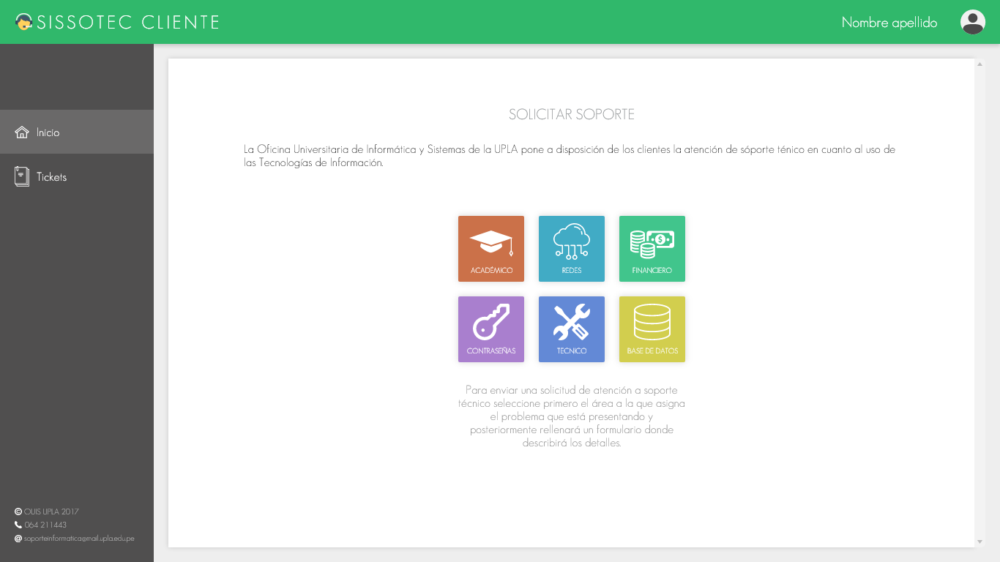 SISSOTEC CLIENTE
Nombre apellido
Inicio
Tickets
SOLICITAR SOPORTE
La Oficina Universitaria de Informática y Sistemas de la UPLA pone a disposición de los clientes la atención de sóporte ténico en cuanto al uso de
las Tecnologías de Información.
ACADÉMICO
REDES
FINANCIERO
CONTRASEÑAS
TECNICO
BASE DE DATOS
Para enviar una solicitud de atención a soporte
técnico seleccione primero el área a la que asigna
el problema que está presentando y
posteriormente rellenará un formulario donde
describirá los detalles.
© OUIS UPLA 2017
064 211443
soporteinformatica@mail.upla.edu.pe